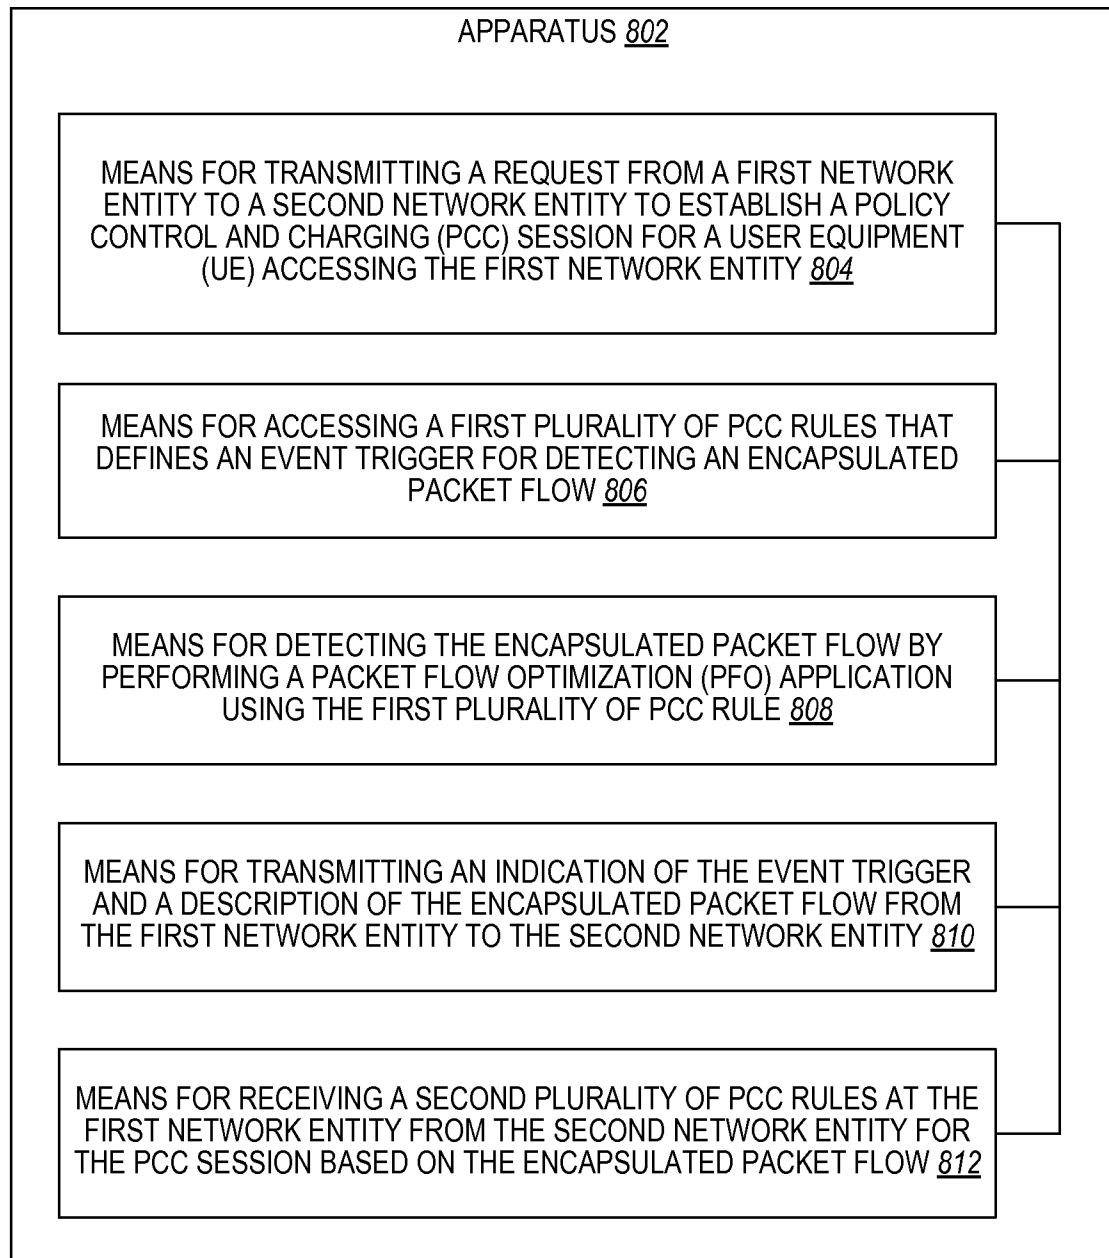 APPARATUS 802
MEANS FOR TRANSMITTING A REQUEST FROM A FIRST NETWORK
ENTITY TO A SECOND NETWORK ENTITY TO ESTABLISH A POLICY
CONTROL AND CHARGING (PCC) SESSION FOR A USER EQUIPMENT
(UE) ACCESSING THE FIRST NETWORK ENTITY 804
MEANS FOR ACCESSING A FIRST PLURALITY OF PCC RULES THAT
DEFINES AN EVENT TRIGGER FOR DETECTING AN ENCAPSULATED
PACKET FLOW 806
MEANS FOR DETECTING THE ENCAPSULATED PACKET FLOW BY
PERFORMING A PACKET FLOW OPTIMIZATION (PFO) APPLICATION
USING THE FIRST PLURALITY OF PCC RULE 808
MEANS FOR TRANSMITTING AN INDICATION OF THE EVENT TRIGGER
AND A DESCRIPTION OF THE ENCAPSULATED PACKET FLOW FROM
THE FIRST NETWORK ENTITY TO THE SECOND NETWORK ENTITY 810
MEANS FOR RECEIVING A SECOND PLURALITY OF PCC RULES AT THE
FIRST NETWORK ENTITY FROM THE SECOND NETWORK ENTITY FOR
THE PCC SESSION BASED ON THE ENCAPSULATED PACKET FLOW 812